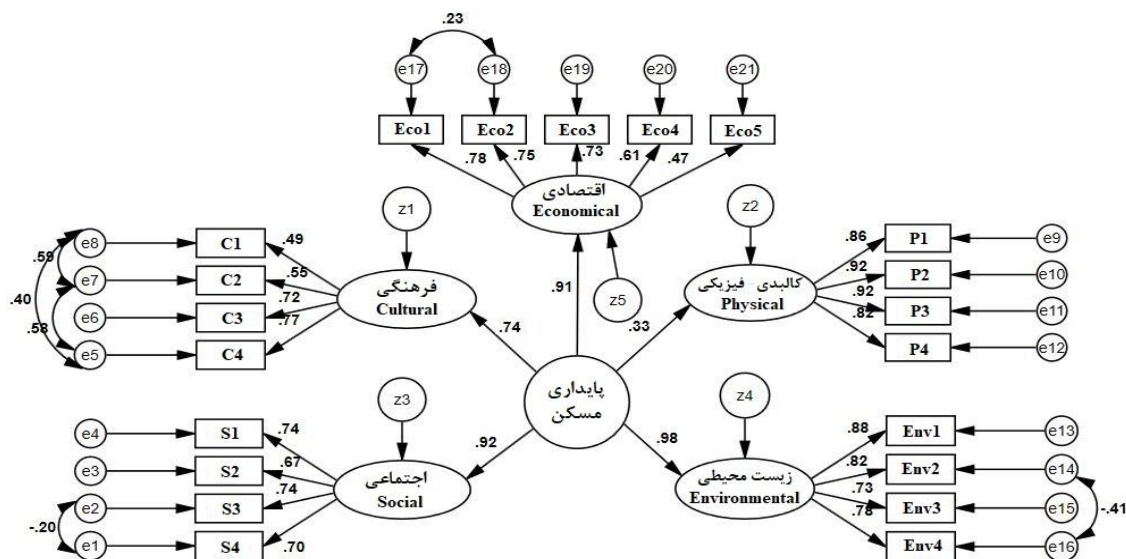 .23
e17 e18 e19 e20 e21
Eco1 Eco2 Eco3 Eco4 Eco5
.78 .75 .73 .61 .47
اقتصادی
Economical
z1
z2
z5
.91
e8 C1 .49
e7 C2 .55
e6 C3 .72
e5 C4 .77
.59
.40
.58
فرهنگی
Cultural
.74
.86 P1 e9
.92 P2 e10
.92 P3 e11
.82 P4 e12
کالبدی - فیزیکی
Physical
.33
پایداری
مسکن
z3
z4
.92
.98
e4 S1 .74
e3 S2 .67
e2 S3 .74
e1 S4 .70
-.20
اجتماعی
Social
زیست محیطی
Environmental
.88 Env1 e13
.82 Env2 e14
.73 Env3 e15
.78 Env4 e16
-.41